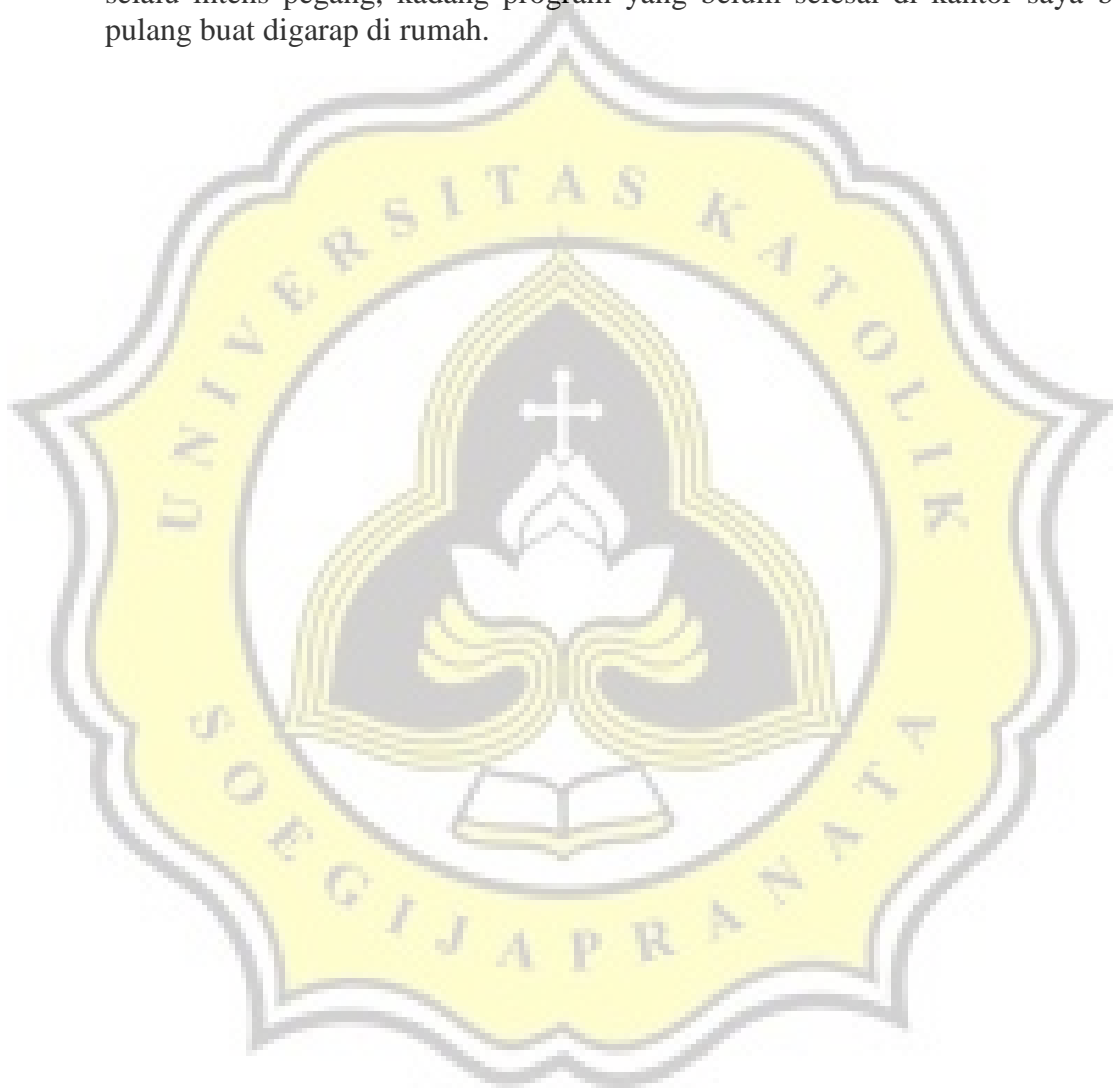 selalu intens pegang, kadang program yang belum selesai di kantor saya b
pulang buat digarap di rumah.
UNIVERSITAS KATOLIK
SOEGIJAPRANATA